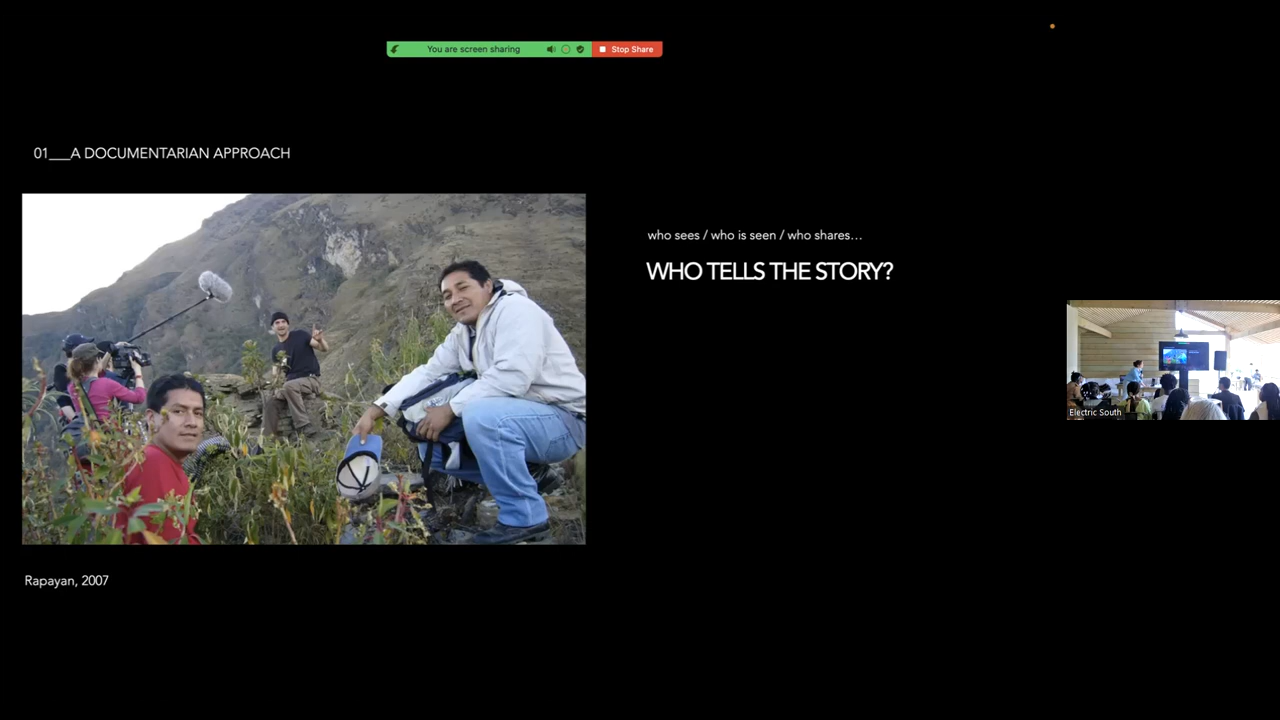 You are screen sharing
Stop Share
01___A DOCUMENTARIAN APPROACH
who sees / who is seen / who shares...
WHO TELLS THE STORY?
Electric South
Rapayan, 2007